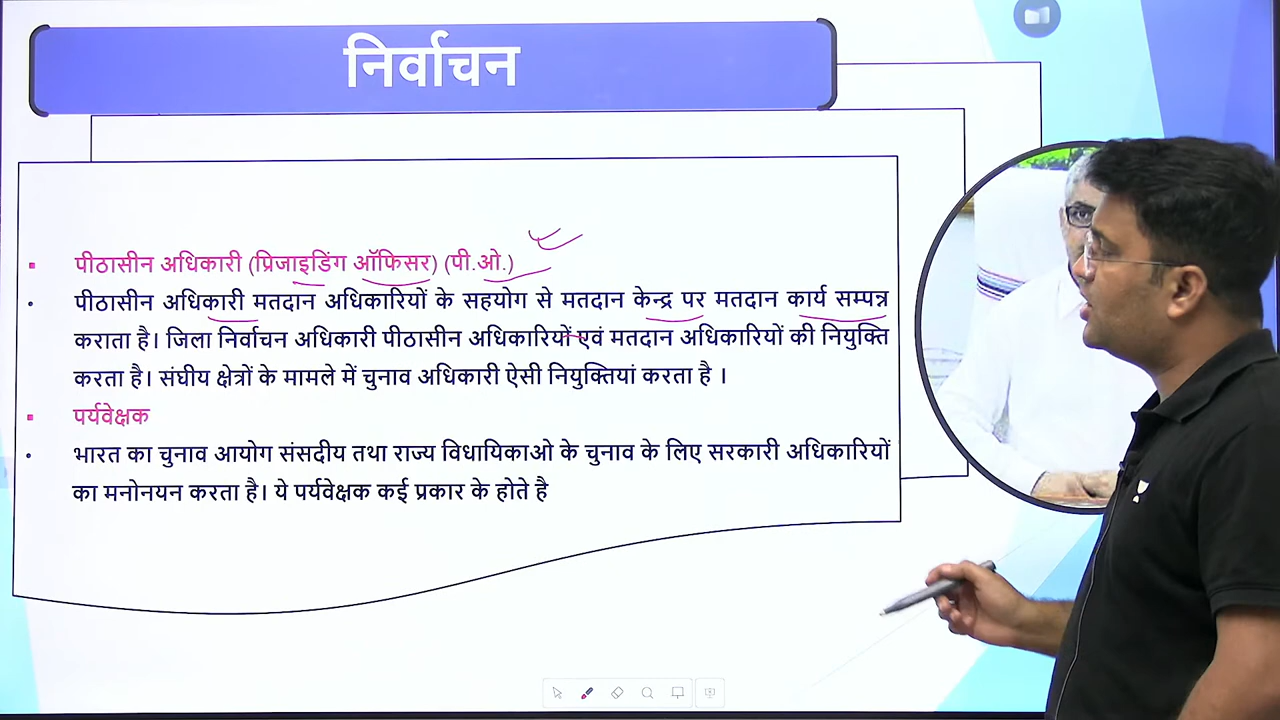 निर्वाचन
पीठासीन अधिकारी (प्रिजाइडिंग ऑफिसर) (पी.ओ.)
पीठासीन अधिकारी मतदान अधिकारियों के सहयोग से मतदान केन्द्र पर मतदान कार्य सम्पन्न
कराता है। जिला निर्वाचन अधिकारी पीठासीन अधिकारियों एवं मतदान अधिकारियों की नियुक्ति
करता है। संघीय क्षेत्रों के मामले में चुनाव अधिकारी ऐसी नियुक्तियां करता है ।
पर्यवेक्षक
भारत का चुनाव आयोग संसदीय तथा राज्य विधायिकाओ के चुनाव के लिए सरकारी अधिकारियों
का मनोनयन करता है। ये पर्यवेक्षक कई प्रकार के होते है